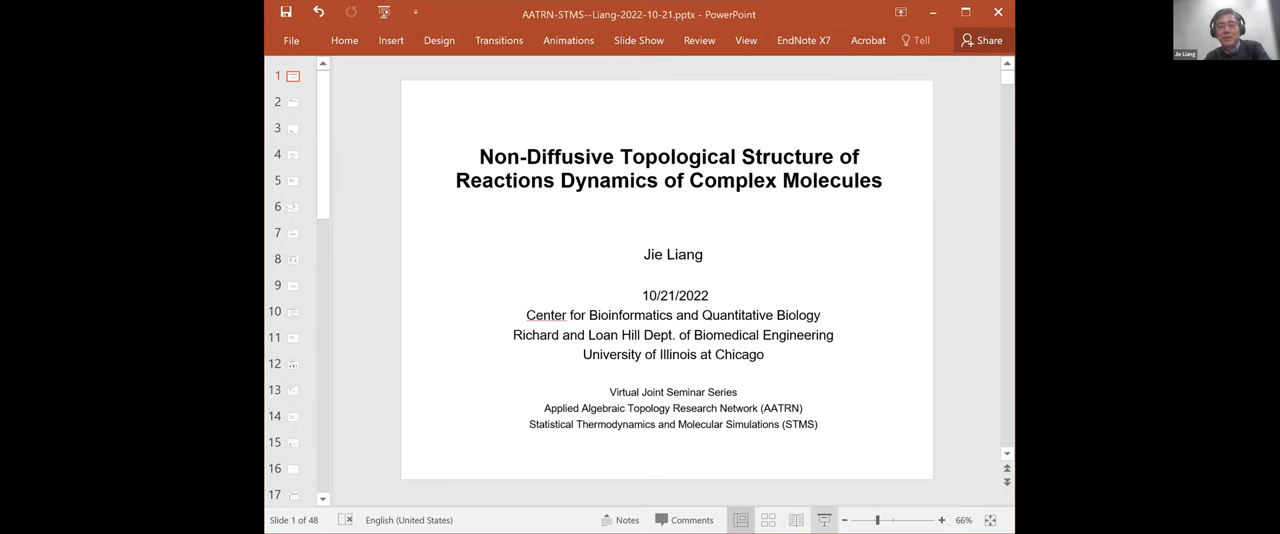 AATRN-STMS--Liang-2022-10-21.pptx - PowerPoint
File Home Insert Design Transitions Animations Slide Show Review View EndNote X7 Acrobat Tell Share
Jie Liang
1
2
3
4
5
6
7
8
9
10
11
12
13
14
15
16
17
Non-Diffusive Topological Structure of
Reactions Dynamics of Complex Molecules
Jie Liang
10/21/2022
Center for Bioinformatics and Quantitative Biology
Richard and Loan Hill Dept. of Biomedical Engineering
University of Illinois at Chicago
Virtual Joint Seminar Series
Applied Algebraic Topology Research Network (AATRN)
Statistical Thermodynamics and Molecular Simulations (STMS)
Slide 1 of 48 English (United States) Notes Comments 66%